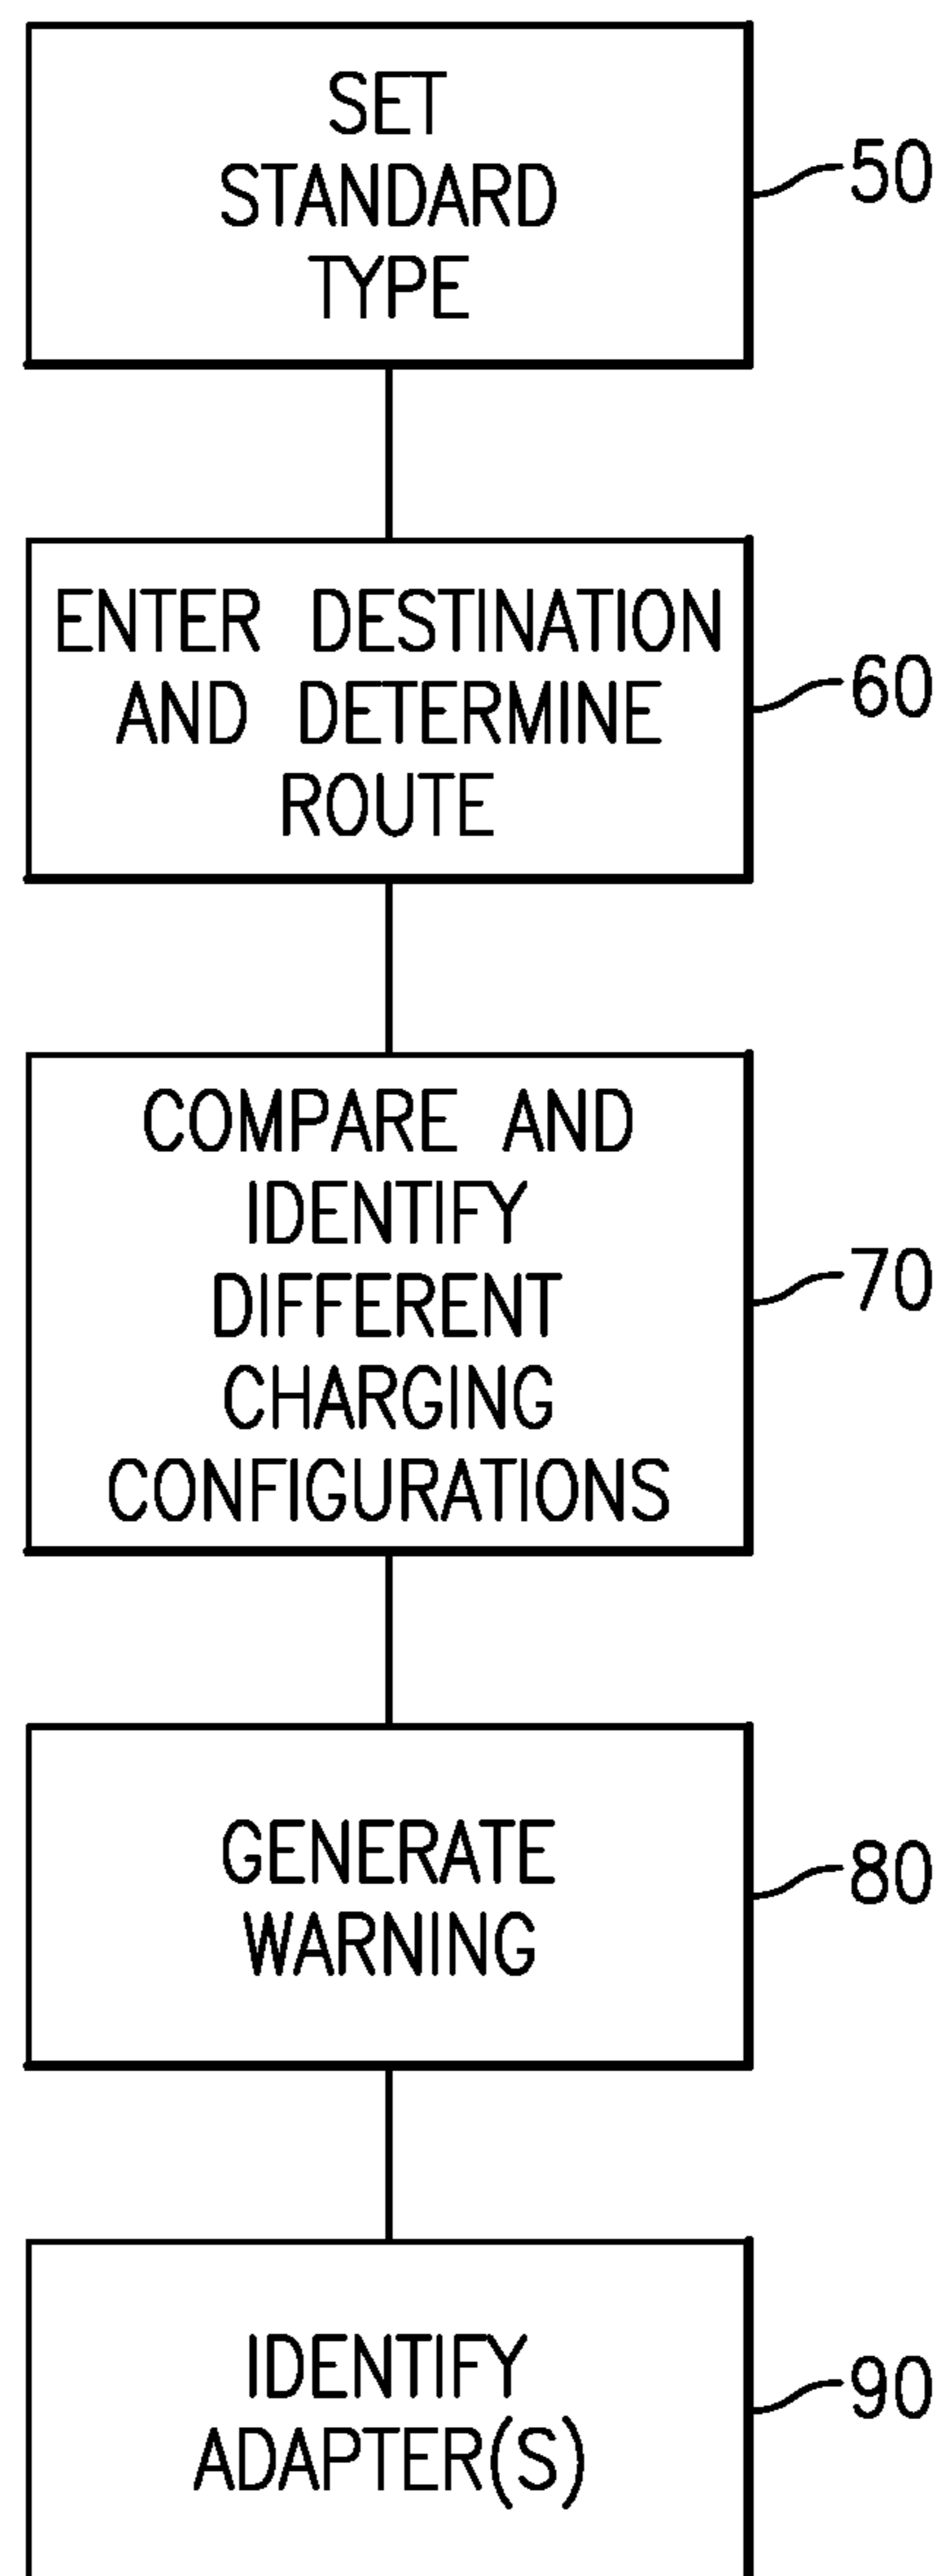 SET
STANDARD
TYPE
50
ENTER DESTINATION
AND DETERMINE
ROUTE
60
COMPARE AND
IDENTIFY
DIFFERENT
CHARGING
CONFIGURATIONS
70
GENERATE
WARNING
80
IDENTIFY
ADAPTER(S)
90